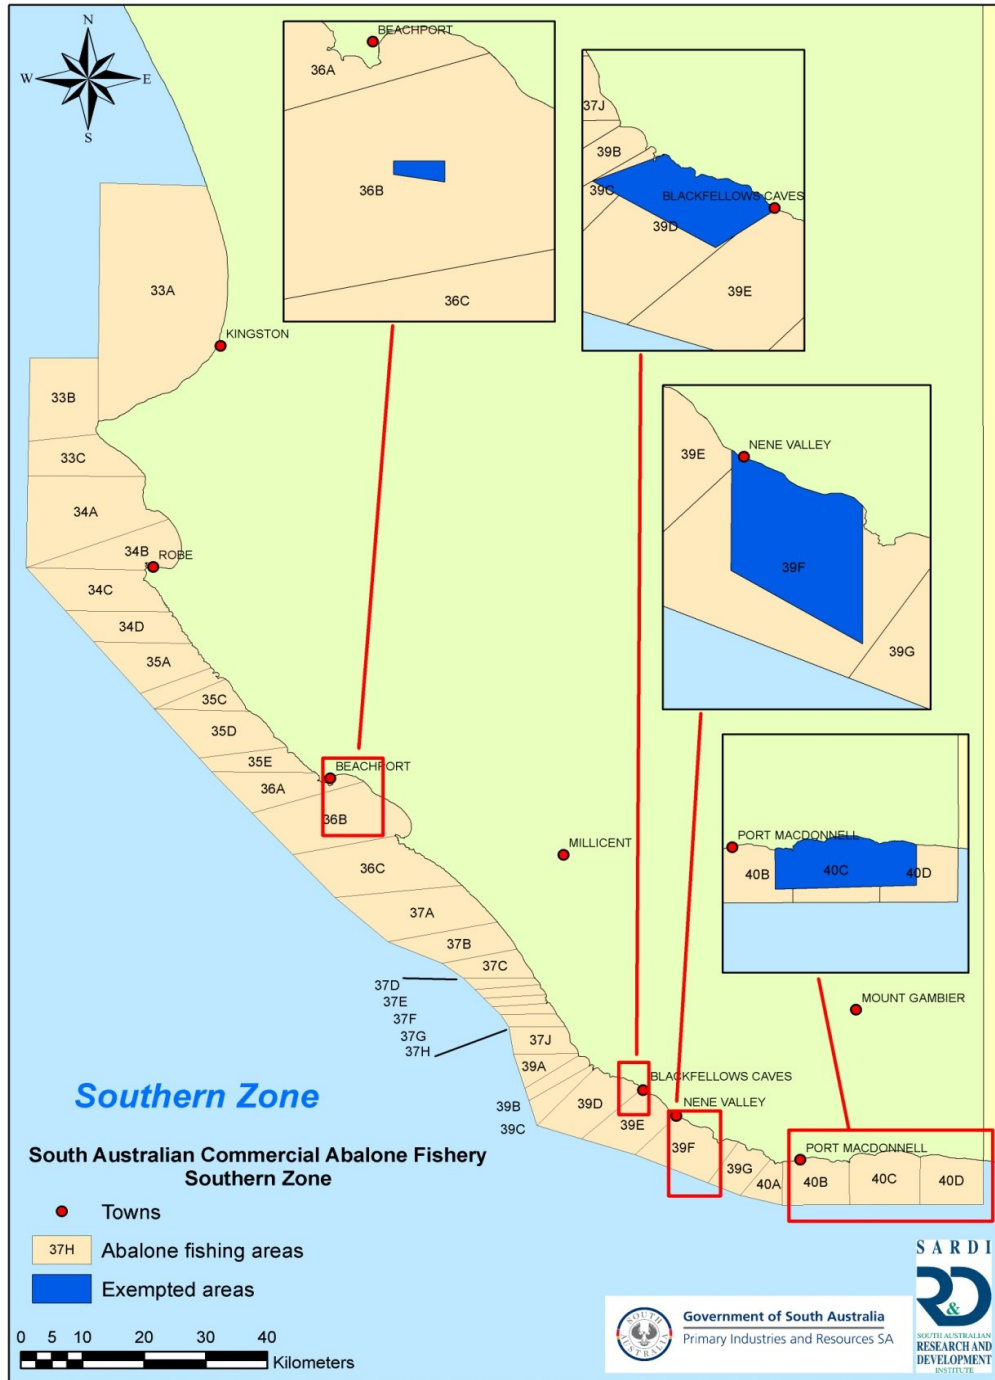 N
W E
S
BEACHPORT
36A
36B
36C
37J
39B
39C
BLACKFELLOWS CAVES
39D
39E
33A
KINGSTON
33B
33C
34A
34B
ROBE
34C
34D
35A
35C
35D
35E
36A
BEACHPORT
36B
36C
39E
NENE VALLEY
39F
39G
PORT MACDONNELL
40B
40C
40D
MILLICENT
MOUNT GAMBIER
37A
37B
37C
37D
37E
37F
37G
37H
37J
39A
39B
39C
39D
BLACKFELLOWS CAVES
39E
NENE VALLEY
39F
39G
40A
PORT MACDONNELL
40B
40C
40D
Southern Zone
South Australian Commercial Abalone Fishery
Southern Zone
Towns
37H Abalone fishing areas
Exempted areas
0 5 10 20 30 40
Kilometers
SOUTH AUSTRALIA
Government of South Australia
Primary Industries and Resources SA
SARDI
R&D
SOUTH AUSTRALIAN
RESEARCH AND
DEVELOPMENT
INSTITUTE